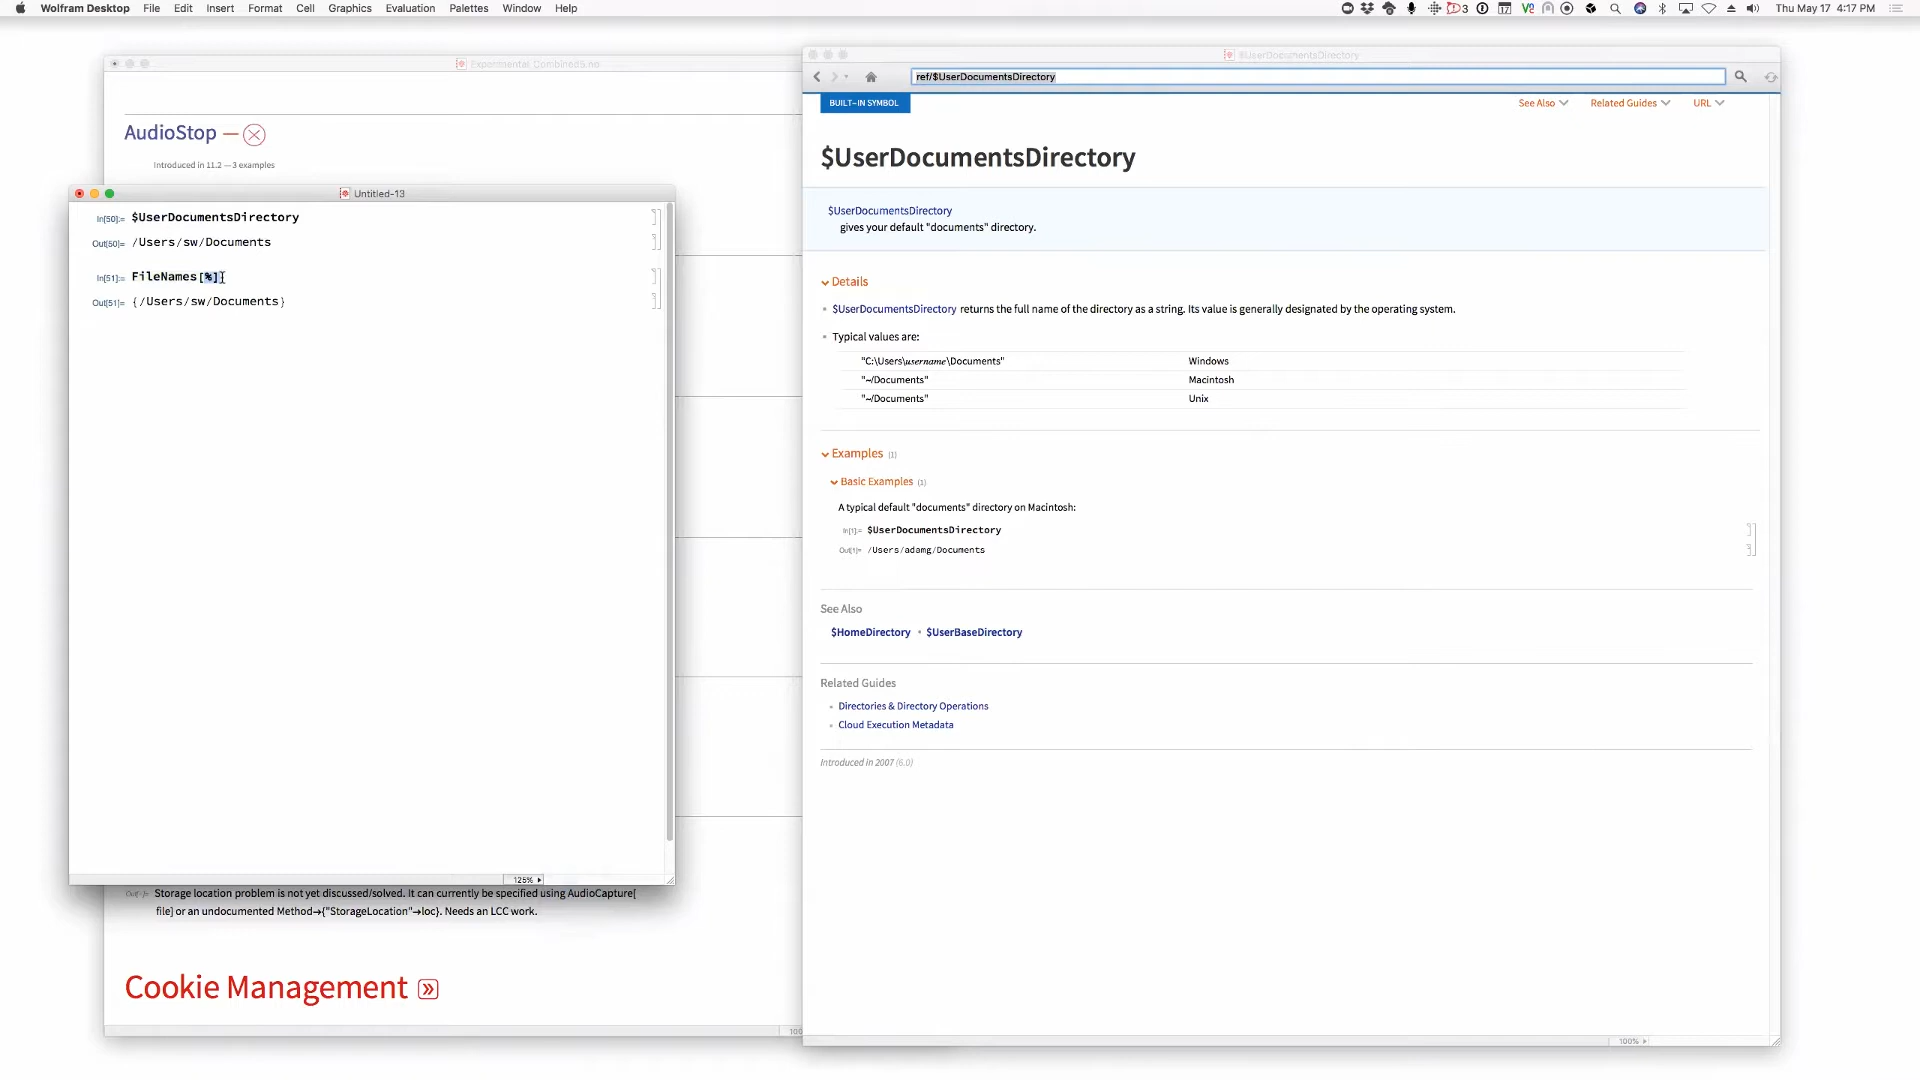 Wolfram Desktop File Edit Insert Format Cell Graphics Evaluation Palettes Window Help
3 17 Thu May 17 4:17 PM
Experimental_Combined5.nb
AudioStop —
Introduced in 11.2 — 3 examples
Untitled-13
In[50]:= $UserDocumentsDirectory
Out[50]= /Users/sw/Documents
In[51]:= FileNames[%]
Out[51]= {/Users/sw/Documents}
125%
Storage location problem is not yet discussed/solved. It can currently be specified using AudioCapture[
file] or an undocumented Method→{"StorageLocation"→loc}. Needs an LCC work.
Cookie Management »
100%
$UserDocumentsDirectory
ref/$UserDocumentsDirectory
BUILT-IN SYMBOL
See Also Related Guides URL
$UserDocumentsDirectory
$UserDocumentsDirectory
gives your default "documents" directory.
Details
$UserDocumentsDirectory returns the full name of the directory as a string. Its value is generally designated by the operating system.
Typical values are:
"C:\Users\username\Documents" Windows
"~/Documents" Macintosh
"~/Documents" Unix
Examples (1)
Basic Examples (1)
A typical default "documents" directory on Macintosh:
In[1]:= $UserDocumentsDirectory
Out[1]= /Users/adamg/Documents
See Also
$HomeDirectory • $UserBaseDirectory
Related Guides
Directories & Directory Operations
Cloud Execution Metadata
Introduced in 2007 (6.0)
100%